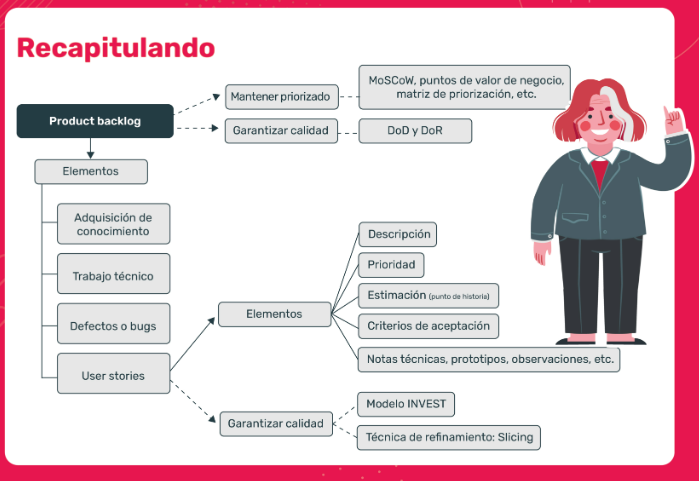 Recapitulando
Product backlog
Mantener priorizado
MoSCoW, puntos de valor de negocio,
matriz de priorización, etc.
Garantizar calidad
DoD y DoR
Elementos
Adquisición de
conocimiento
Trabajo técnico
Defectos o bugs
User stories
Elementos
Descripción
Prioridad
Estimación (punto de historia)
Criterios de aceptación
Notas técnicas, prototipos, observaciones, etc.
Garantizar calidad
Modelo INVEST
Técnica de refinamiento: Slicing